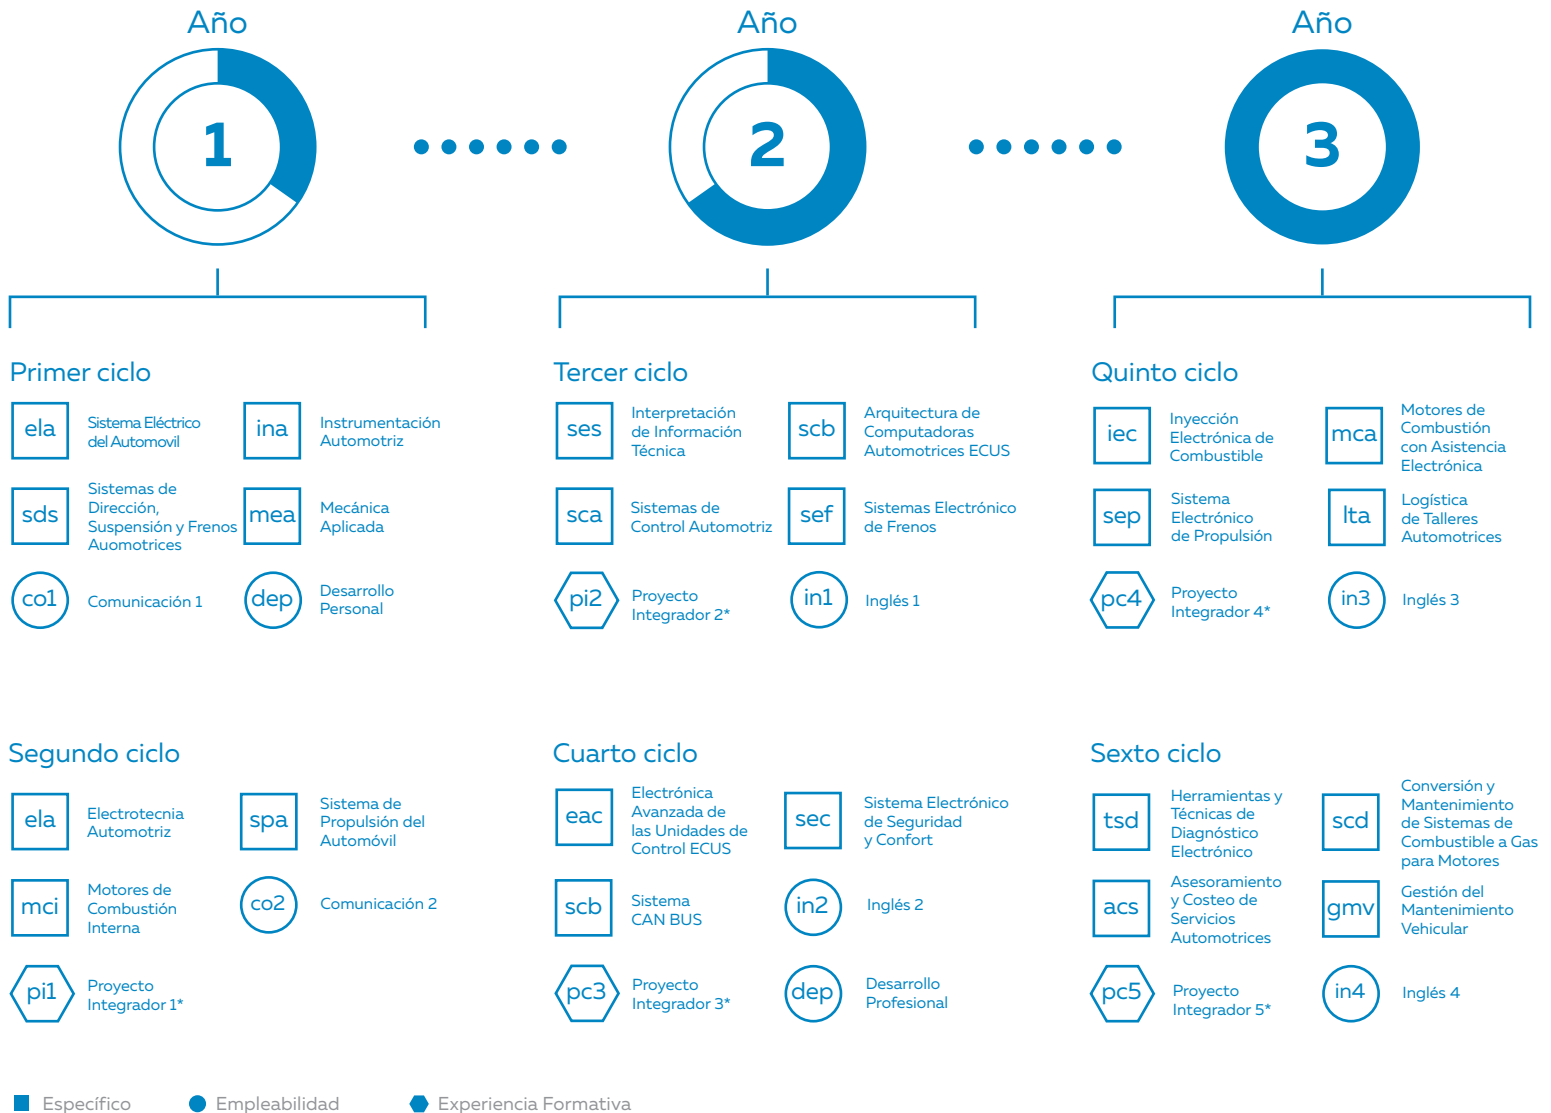 Año
1
Año
2
Año
3
Primer ciclo
ela
Sistema Eléctrico
del Automovil
ina
Instrumentación
Automotriz
sds
Sistemas de
Dirección,
Suspensión y Frenos
Auomotrices
mea
Mecánica
Aplicada
co1
Comunicación 1
dep
Desarrollo
Personal
Segundo ciclo
ela
Electrotecnia
Automotriz
spa
Sistema de
Propulsión del
Automóvil
mci
Motores de
Combustión
Interna
co2
Comunicación 2
pi1
Proyecto
Integrador 1*
Tercer ciclo
ses
Interpretación
de Información
Técnica
scb
Arquitectura de
Computadoras
Automotrices ECUS
sca
Sistemas de
Control Automotriz
sef
Sistemas Electrónico
de Frenos
pi2
Proyecto
Integrador 2*
in1
Inglés 1
Cuarto ciclo
eac
Electrónica
Avanzada de
las Unidades de
Control ECUS
sec
Sistema Electrónico
de Seguridad
y Confort
scb
Sistema
CAN BUS
in2
Inglés 2
pc3
Proyecto
Integrador 3*
dep
Desarrollo
Profesional
Quinto ciclo
iec
Inyección
Electrónica de
Combustible
mca
Motores de
Combustión
con Asistencia
Electrónica
sep
Sistema
Electrónico
de Propulsión
lta
Logística
de Talleres
Automotrices
pc4
Proyecto
Integrador 4*
in3
Inglés 3
Sexto ciclo
tsd
Herramientas y
Técnicas de
Diagnóstico
Electrónico
scd
Conversión y
Mantenimiento
de Sistemas de
Combustible a Gas
para Motores
acs
Asesoramiento
y Costeo de
Servicios
Automotrices
gmv
Gestión del
Mantenimiento
Vehicular
pc5
Proyecto
Integrador 5*
in4
Inglés 4
Específico
Empleabilidad
Experiencia Formativa